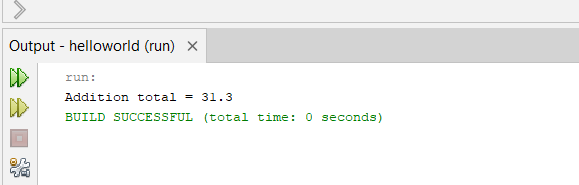 Output - helloworld (run)
run:
Addition total = 31.3
BUILD SUCCESSFUL (total time: 0 seconds)